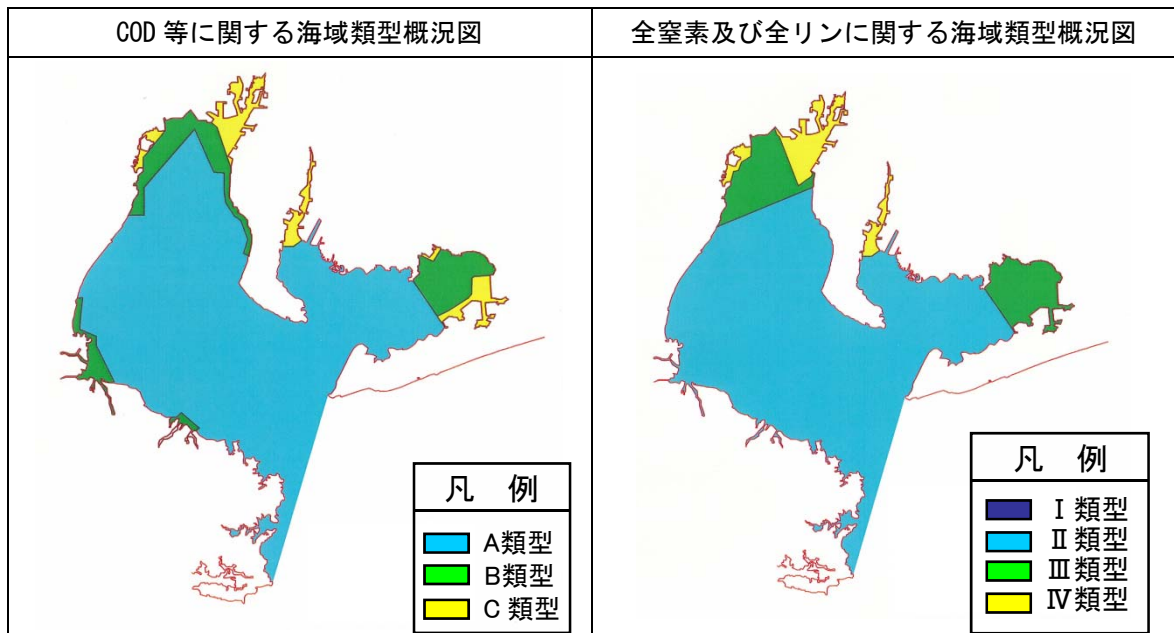 COD 等に関する海域類型概況図
全窒素及び全リンに関する海域類型概況図
凡 例
A類型
B類型
C 類型
凡 例
Ⅰ類型
Ⅱ類型
Ⅲ類型
Ⅳ類型